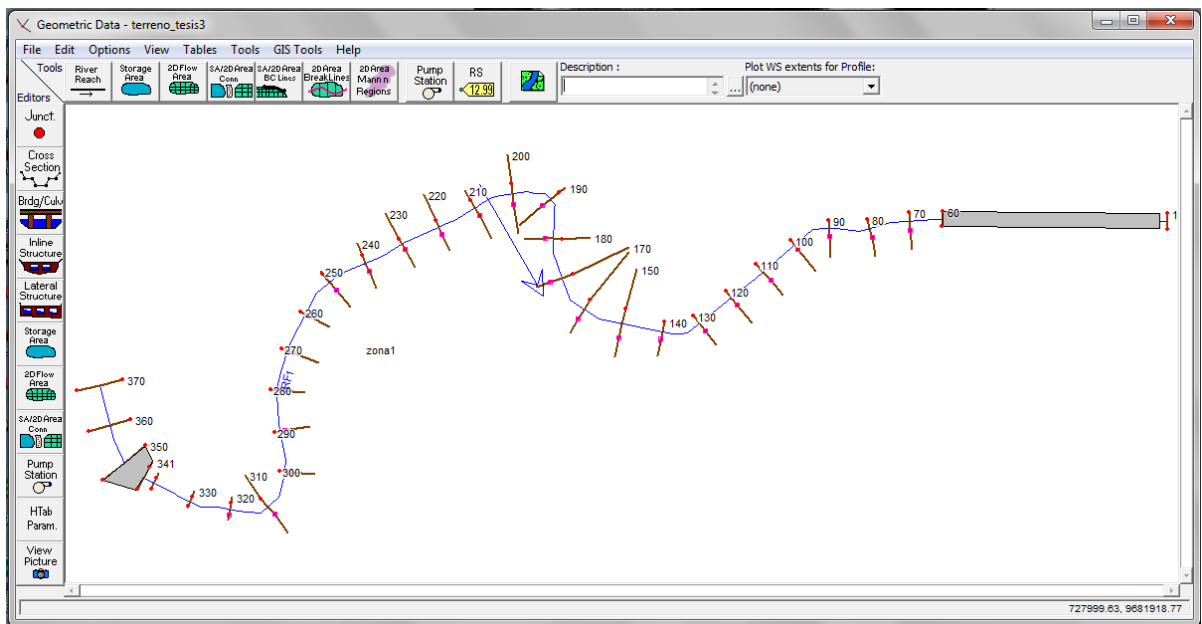 Geometric Data - terreno_tesis3
File Edit Options View Tables Tools GIS Tools Help
Tools
Editors
River Reach
Storage Area
2D Flow Area
SA/2D Area Conn
SA/2D Area BC Lines
2D Area BreakLines
2D Area Mann n Regions
Pump Station
RS
12.99
Description :
...
Plot WS extents for Profile:
(none)
Junct.
Cross Section
Brdg/Culv
Inline Structure
Lateral Structure
Storage Area
2D Flow Area
SA/2D Area Conn
Pump Station
HTab Param.
View Picture
200
190
210
220
230
240
250
260
270
280
290
300
310
320
330
341
350
360
370
180
170
150
140
130
120
110
100
90
80
70
60
1
RF1
zona1
727999.63, 9681918.77